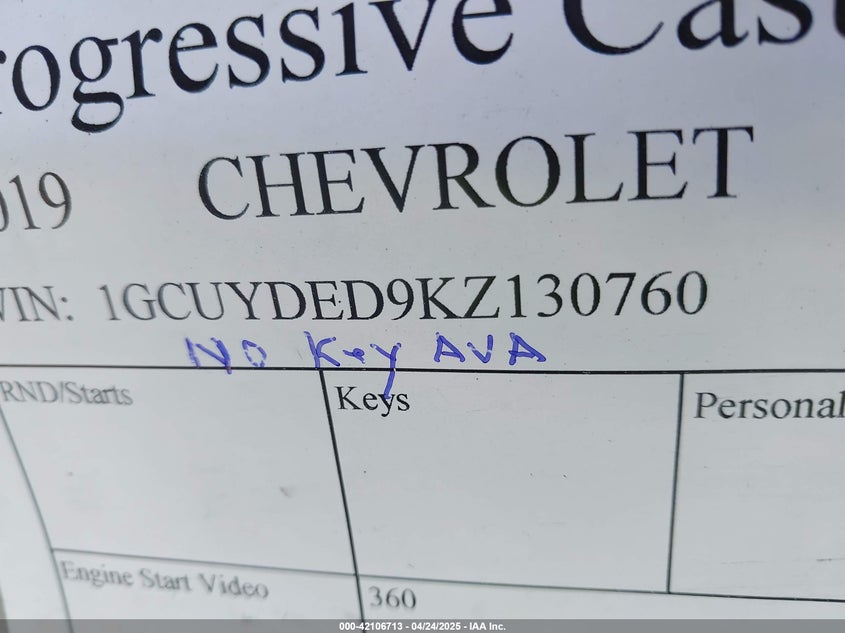 rogressive Cas
019 CHEVROLET
VIN: 1GCUYDED9KZ130760
No Key AVA
RND/Starts Keys Personal
Engine Start Video 360
000-42106713 - 04/24/2025 - IAA Inc.